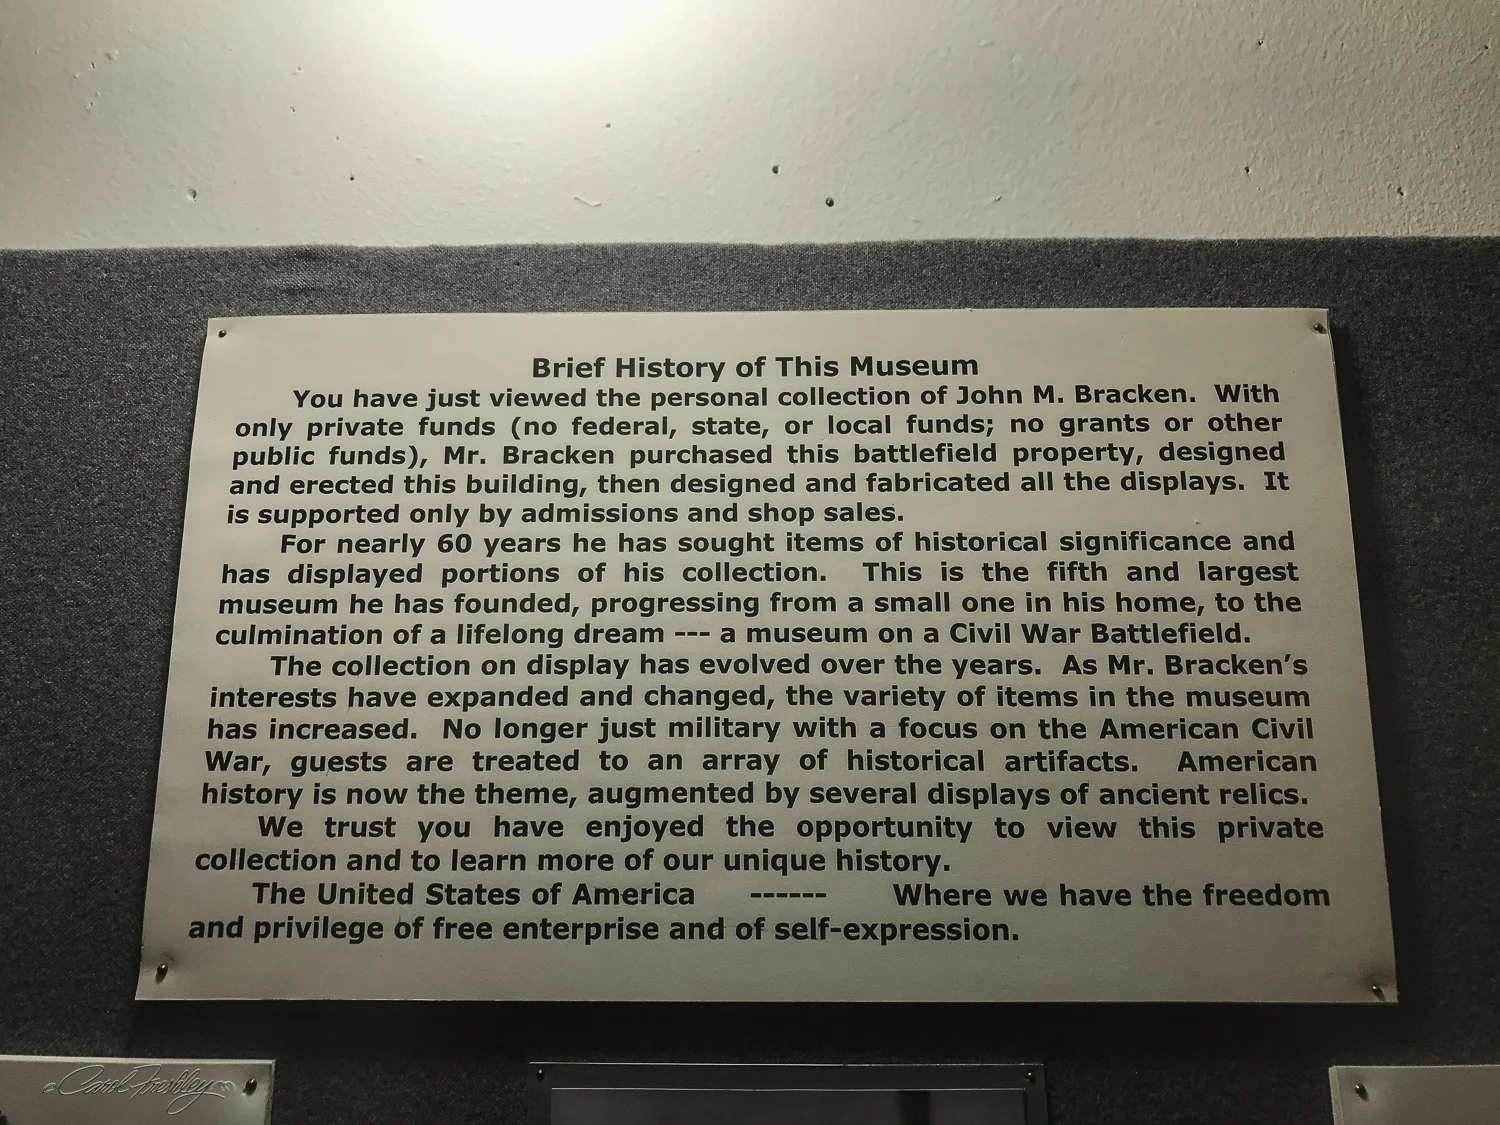 Brief History of This Museum
You have just viewed the personal collection of John M. Bracken. With
only private funds (no federal, state, or local funds; no grants or other
public funds), Mr. Bracken purchased this battlefield property, designed
and erected this building, then designed and fabricated all the displays. It
is supported only by admissions and shop sales.
For nearly 60 years he has sought items of historical significance and
has displayed portions of his collection. This is the fifth and largest
museum he has founded, progressing from a small one in his home, to the
culmination of a lifelong dream --- a museum on a Civil War Battlefield.
The collection on display has evolved over the years. As Mr. Bracken's
interests have expanded and changed, the variety of items in the museum
has increased. No longer just military with a focus on the American Civil
War, guests are treated to an array of historical artifacts. American
history is now the theme, augmented by several displays of ancient relics.
We trust you have enjoyed the opportunity to view this private
collection and to learn more of our unique history.
The United States of America ------ Where we have the freedom
and privilege of free enterprise and of self-expression.
© Carol